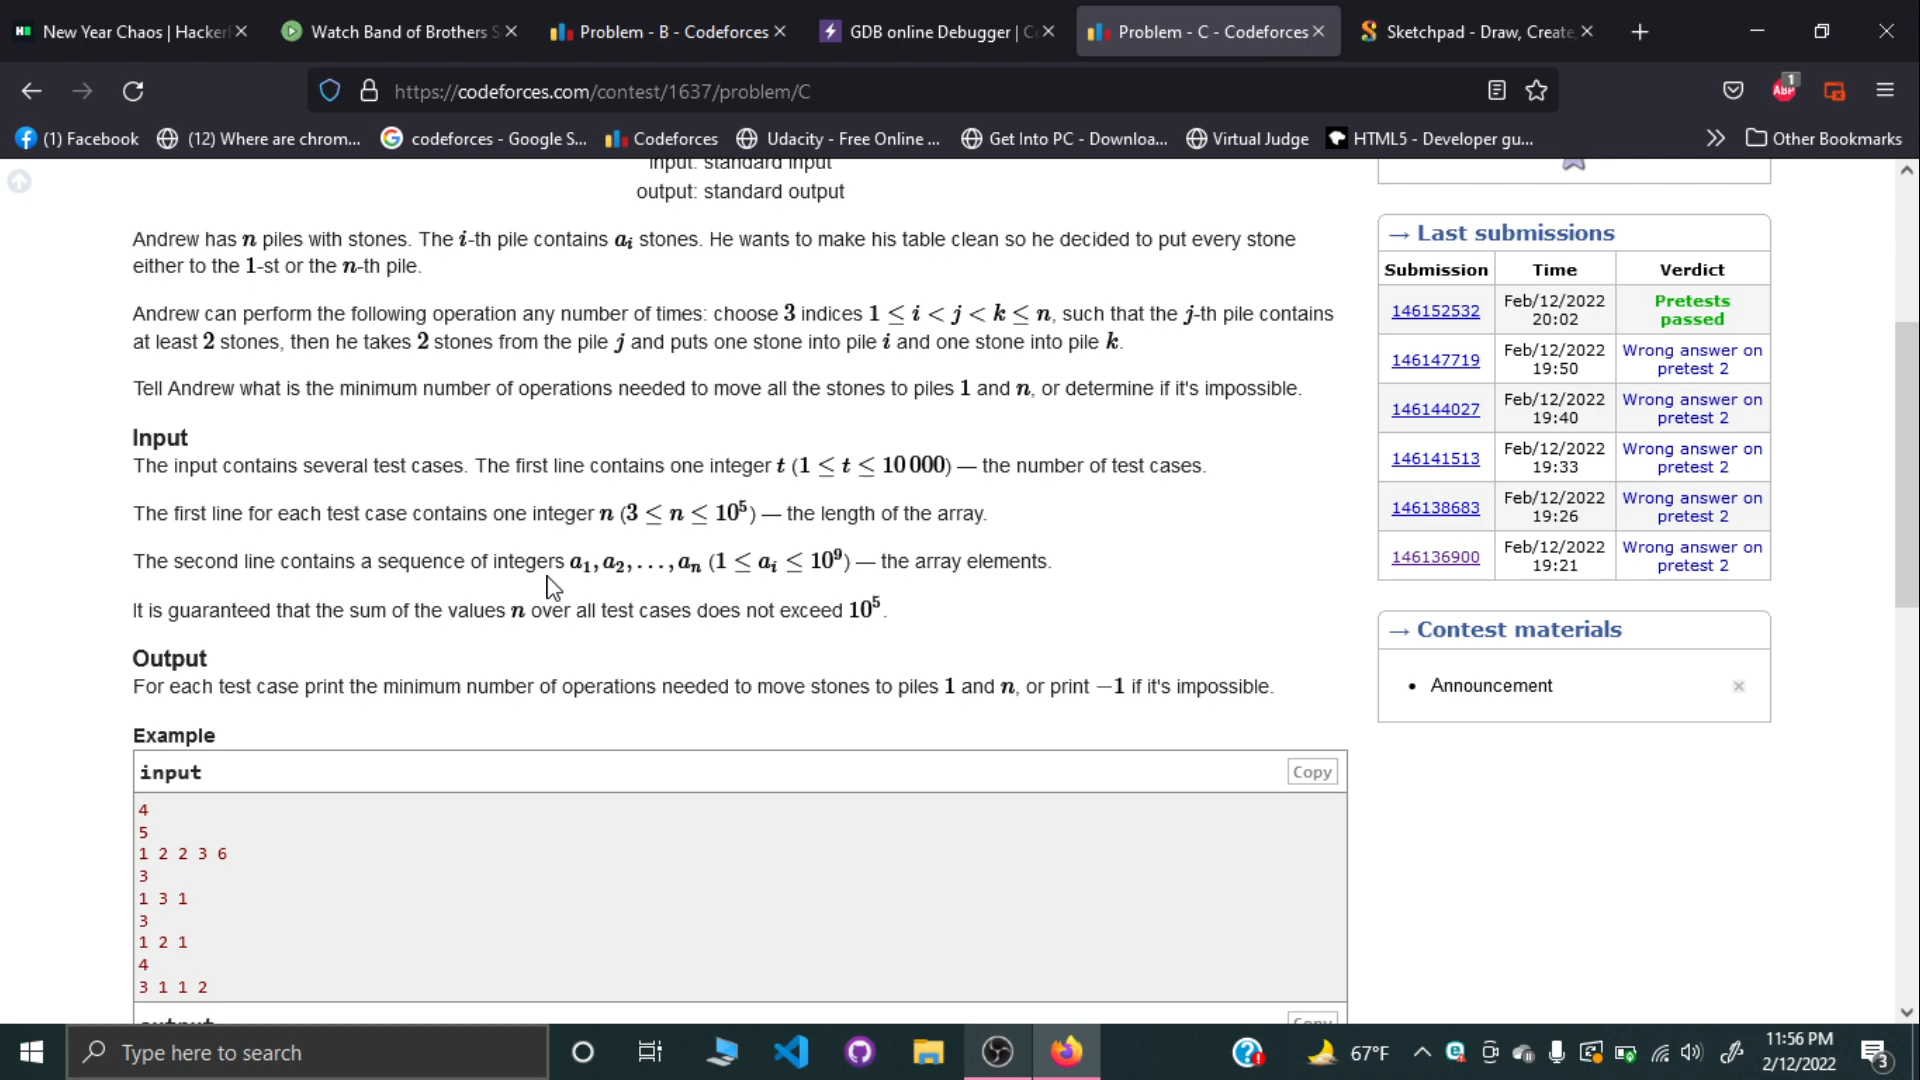 New Year Chaos | Hacker
Watch Band of Brothers S
Problem - B - Codeforces
GDB online Debugger | Co
Problem - C - Codeforces
Sketchpad - Draw, Create,
https://codeforces.com/contest/1637/problem/C
1
ABP
(1) Facebook
(12) Where are chrom...
codeforces - Google S...
Codeforces
Udacity - Free Online ...
Get Into PC - Downloa...
Virtual Judge
HTML5 - Developer gu...
Other Bookmarks
input: standard input
output: standard output
Andrew has n piles with stones. The i-th pile contains aᵢ stones. He wants to make his table clean so he decided to put every stone
either to the 1-st or the n-th pile.
Andrew can perform the following operation any number of times: choose 3 indices 1 ≤ i < j < k ≤ n, such that the j-th pile contains
at least 2 stones, then he takes 2 stones from the pile j and puts one stone into pile i and one stone into pile k.
Tell Andrew what is the minimum number of operations needed to move all the stones to piles 1 and n, or determine if it's impossible.
Input
The input contains several test cases. The first line contains one integer t (1 ≤ t ≤ 10 000) — the number of test cases.
The first line for each test case contains one integer n (3 ≤ n ≤ 10⁵) — the length of the array.
The second line contains a sequence of integers a₁, a₂, …, aₙ (1 ≤ aᵢ ≤ 10⁹) — the array elements.
It is guaranteed that the sum of the values n over all test cases does not exceed 10⁵.
Output
For each test case print the minimum number of operations needed to move stones to piles 1 and n, or print −1 if it's impossible.
Example
input
Copy
4
5
1 2 2 3 6
3
1 3 1
3
1 2 1
4
3 1 1 2
output
Copy
→ Last submissions
Submission Time Verdict
146152532 Feb/12/2022 20:02 Pretests passed
146147719 Feb/12/2022 19:50 Wrong answer on pretest 2
146144027 Feb/12/2022 19:40 Wrong answer on pretest 2
146141513 Feb/12/2022 19:33 Wrong answer on pretest 2
146138683 Feb/12/2022 19:26 Wrong answer on pretest 2
146136900 Feb/12/2022 19:21 Wrong answer on pretest 2
→ Contest materials
Announcement
Type here to search
67°F
11:56 PM
2/12/2022
3